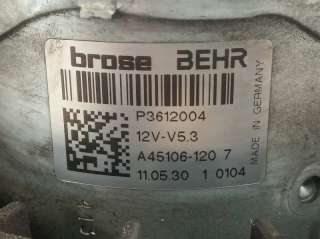 brose BEHR
P3612004
12V-V5.3
A45106-120 7
11.05.30 1 0104
MADE IN GERMANY